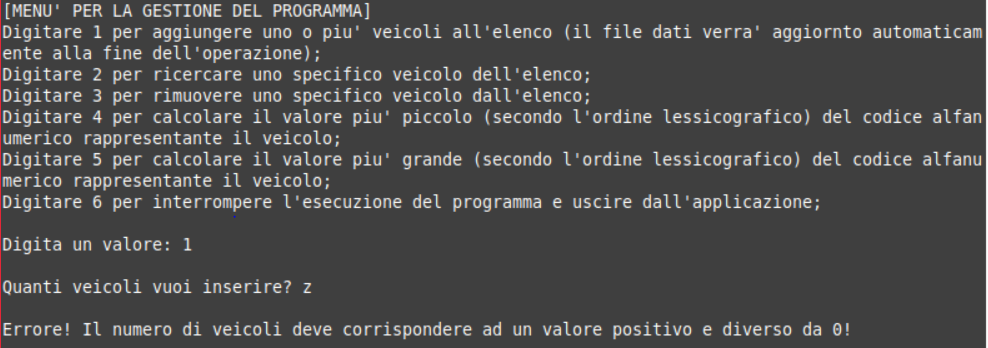 [MENU' PER LA GESTIONE DEL PROGRAMMA]
Digitare 1 per aggiungere uno o piu' veicoli all'elenco (il file dati verra' aggiornto automaticam
ente alla fine dell'operazione);
Digitare 2 per ricercare uno specifico veicolo dell'elenco;
Digitare 3 per rimuovere uno specifico veicolo dall'elenco;
Digitare 4 per calcolare il valore piu' piccolo (secondo l'ordine lessicografico) del codice alfan
umerico rappresentante il veicolo;
Digitare 5 per calcolare il valore piu' grande (secondo l'ordine lessicografico) del codice alfanu
merico rappresentante il veicolo;
Digitare 6 per interrompere l'esecuzione del programma e uscire dall'applicazione;
Digita un valore: 1
Quanti veicoli vuoi inserire? z
Errore! Il numero di veicoli deve corrispondere ad un valore positivo e diverso da 0!